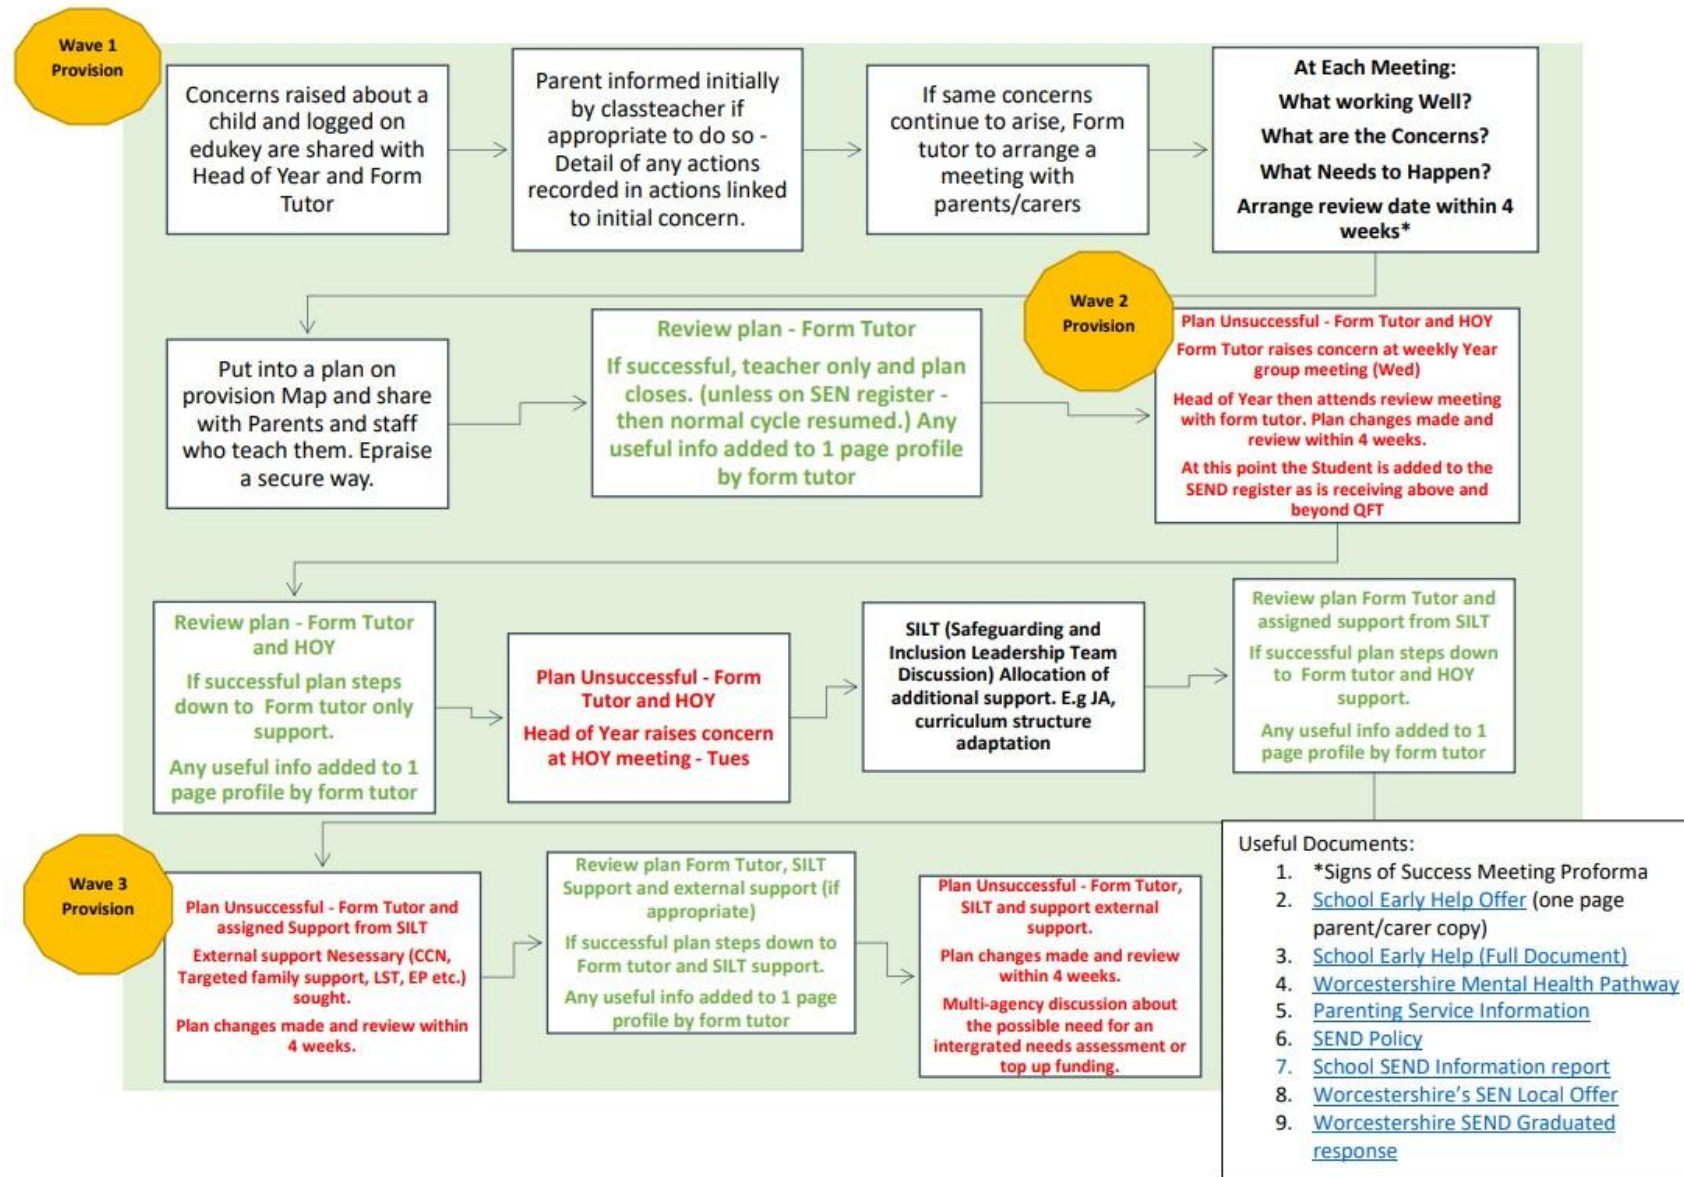 Wave 1
Provision
Concerns raised about a
child and logged on
edukey are shared with
Head of Year and Form
Tutor
Parent informed initially
by classteacher if
appropriate to do so -
Detail of any actions
recorded in actions linked
to initial concern.
If same concerns
continue to arise, Form
tutor to arrange a
meeting with
parents/carers
At Each Meeting:
What working Well?
What are the Concerns?
What Needs to Happen?
Arrange review date within 4
weeks*
Put into a plan on
provision Map and share
with Parents and staff
who teach them. Epraise
a secure way.
Review plan - Form Tutor
If successful, teacher only and plan
closes. (unless on SEN register -
then normal cycle resumed.) Any
useful info added to 1 page profile
by form tutor
Wave 2
Provision
Plan Unsuccessful - Form Tutor and HOY
Form Tutor raises concern at weekly Year
group meeting (Wed)
Head of Year then attends review meeting
with form tutor. Plan changes made and
review within 4 weeks.
At this point the Student is added to the
SEND register as is receiving above and
beyond QFT
Review plan - Form Tutor
and HOY
If successful plan steps
down to Form tutor only
support.
Any useful info added to 1
page profile by form tutor
Plan Unsuccessful - Form
Tutor and HOY
Head of Year raises concern
at HOY meeting - Tues
SILT (Safeguarding and
Inclusion Leadership Team
Discussion) Allocation of
additional support. E.g JA,
curriculum structure
adaptation
Review plan Form Tutor and
assigned support from SILT
If successful plan steps down
to Form tutor and HOY
support.
Any useful info added to 1
page profile by form tutor
Wave 3
Provision
Plan Unsuccessful - Form Tutor and
assigned Support from SILT
External support Nesessary (CCN,
Targeted family support, LST, EP etc.)
sought.
Plan changes made and review within
4 weeks.
Review plan Form Tutor, SILT
Support and external support (if
appropriate)
If successful plan steps down to
Form tutor and SILT support.
Any useful info added to 1 page
profile by form tutor
Plan Unsuccessful - Form Tutor,
SILT and support external
support.
Plan changes made and review
within 4 weeks.
Multi-agency discussion about
the possible need for an
intergrated needs assessment or
top up funding.
Useful Documents:
1. *Signs of Success Meeting Proforma
2. School Early Help Offer (one page
parent/carer copy)
3. School Early Help (Full Document)
4. Worcestershire Mental Health Pathway
5. Parenting Service Information
6. SEND Policy
7. School SEND Information report
8. Worcestershire's SEN Local Offer
9. Worcestershire SEND Graduated
response